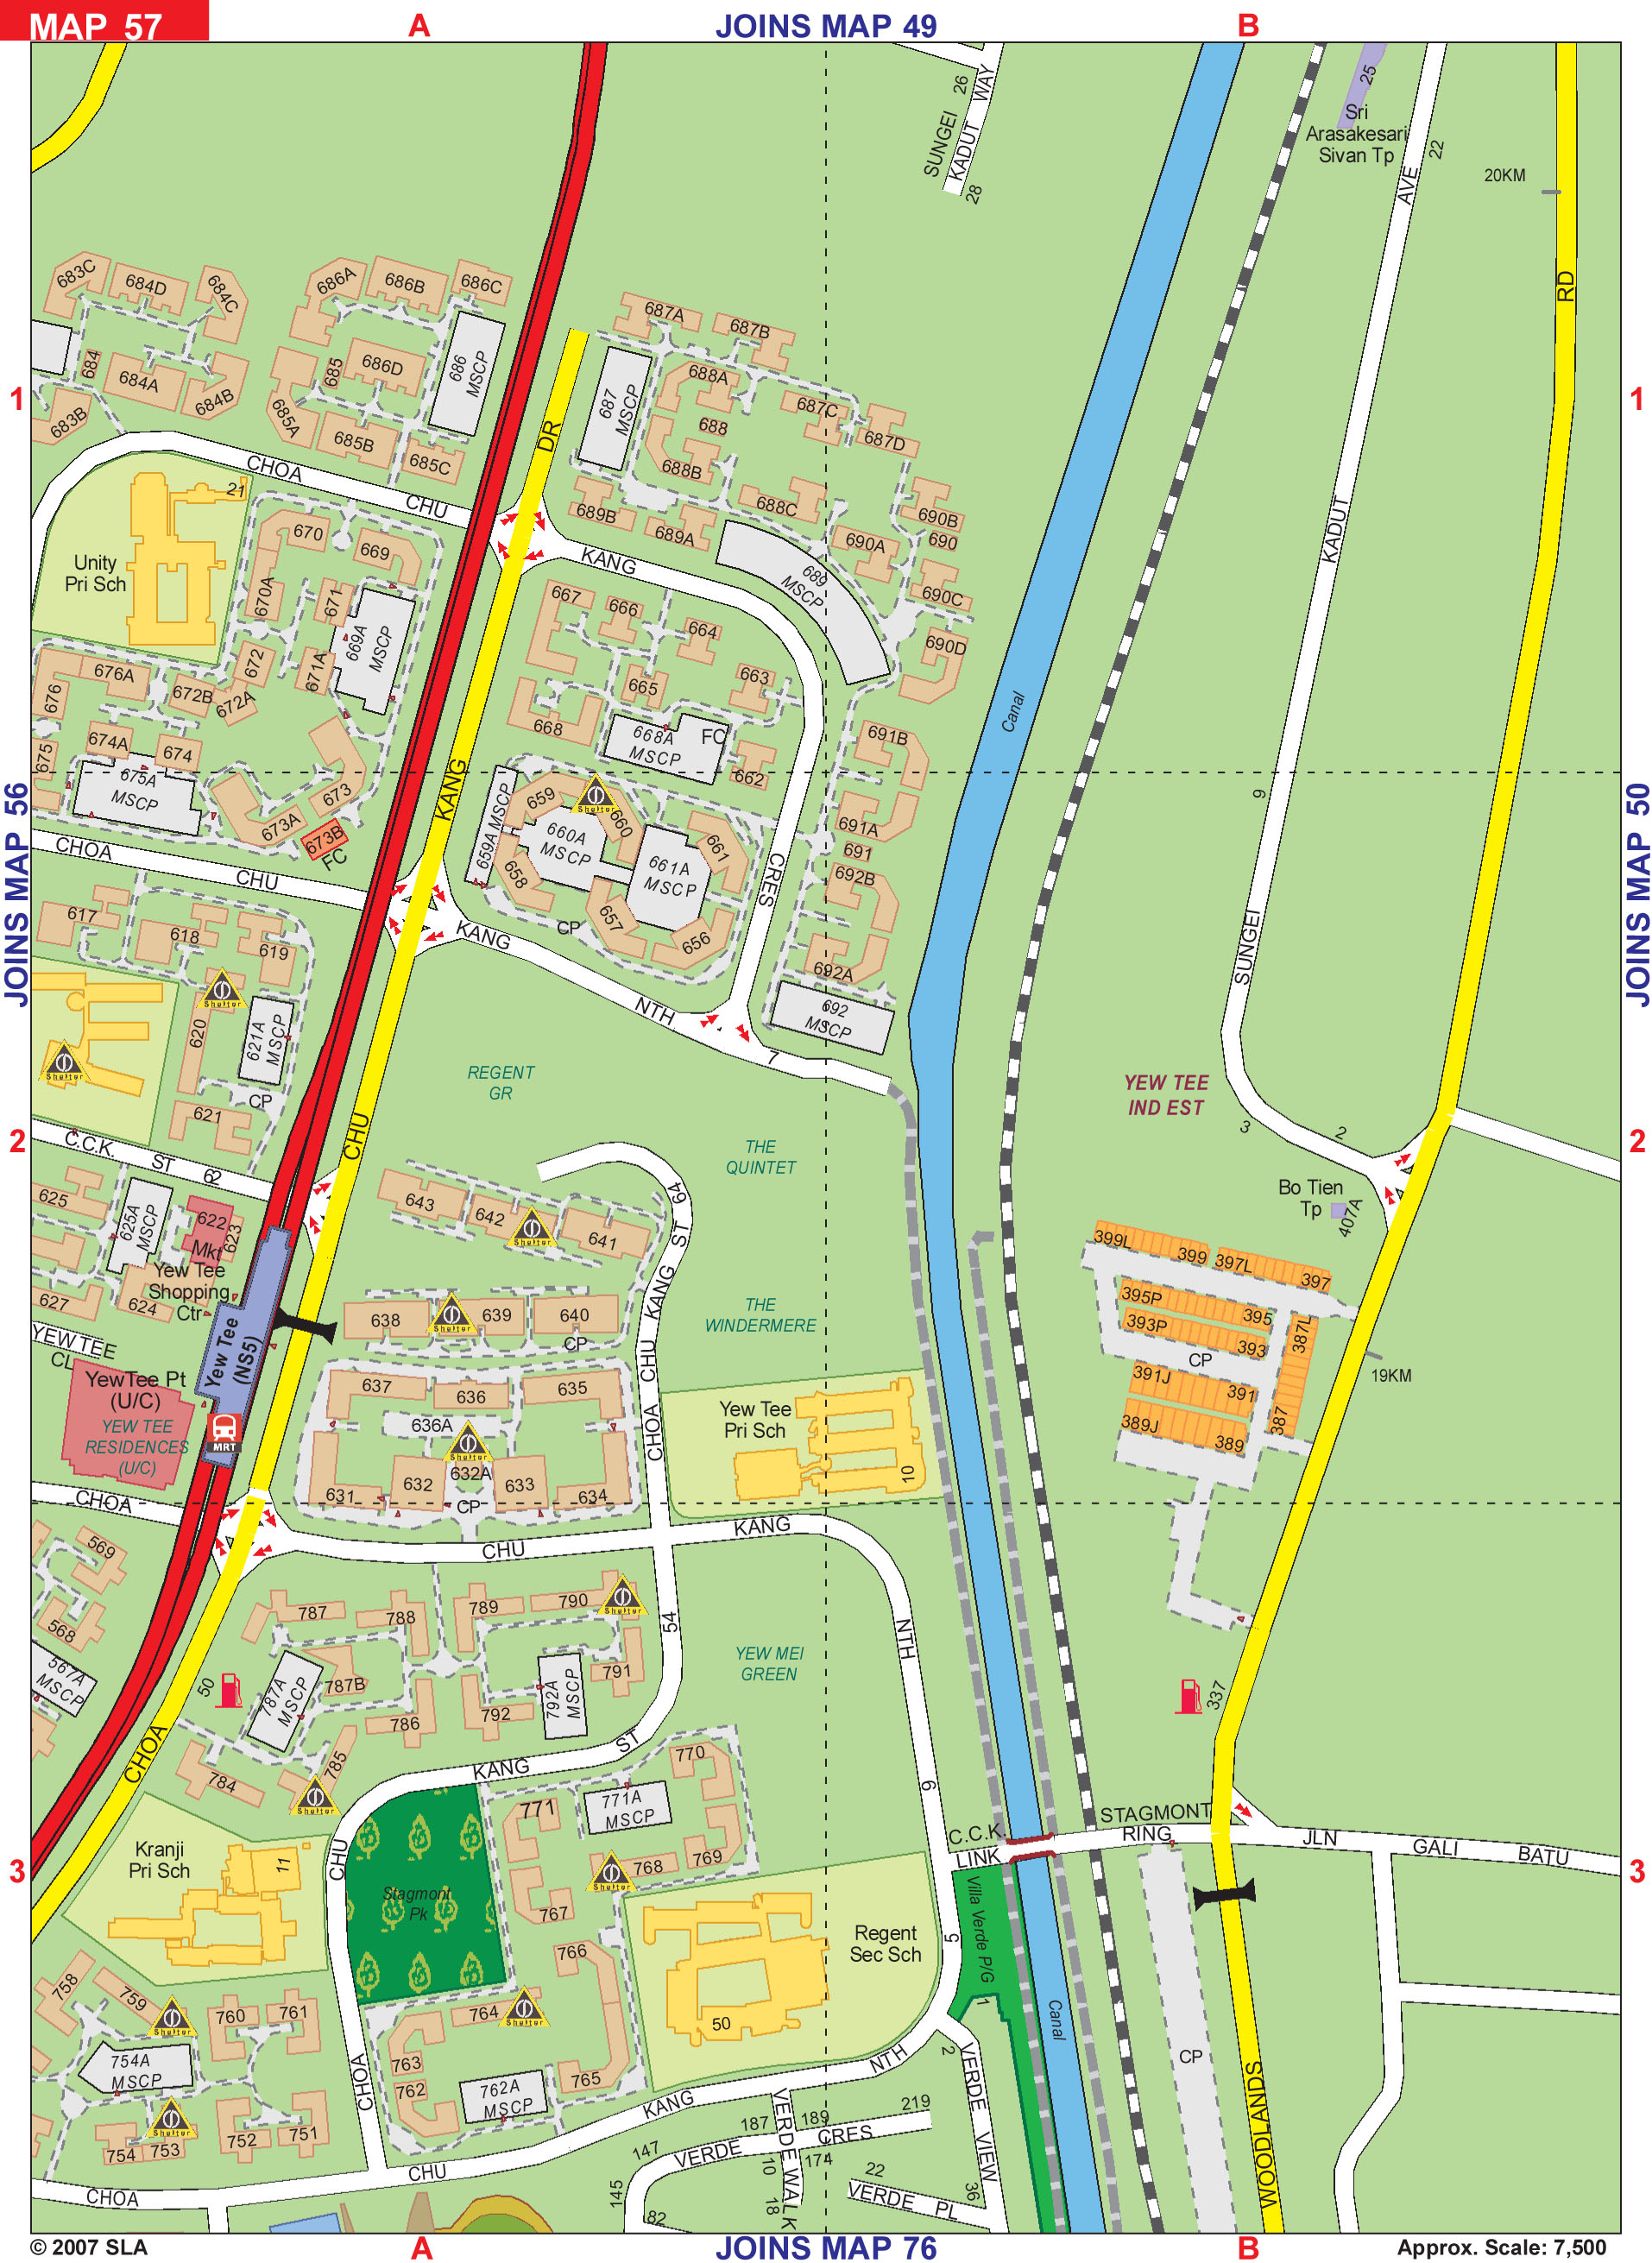 MAP 57
A
JOINS MAP 49
B
26
SUNGEI
KADUT WAY
28
25
Sri
Arasakesari
Sivan Tp
22
AVE
20KM
RD
683C
684D
684C
686A
686B
686C
684
684A
684B
683B
685
686D
686
MSCP
685A
685B
685C
687A
687B
687
MSCP
688A
687C
687D
688
688B
688C
DR
1
1
CHOA
CHU
21
Unity
Pri Sch
670
669
670A
671
669A
MSCP
672
671A
676A
676
672B
672A
674A
674
675
675A
MSCP
673
673A
673B
FC
689B
689A
690B
690A
690
KANG
689
MSCP
690C
690D
667
666
664
665
663
668
668A
MSCP
FC
662
691B
Canal
KADUT
JOINS MAP 56
JOINS MAP 50
KANG
659
Shelter
660
659A MSCP
660A
MSCP
658
661A
MSCP
661
657
656
CP
CRES
691A
691
692B
692A
692
MSCP
9
SUNGEI
CHOA
CHU
KANG
NTH
7
617
618
619
Shelter
620
621A
MSCP
CP
621
Shelter
2
2
C.C.K.
ST
62
CHU
REGENT
GR
THE
QUINTET
YEW TEE
IND EST
3
2
Bo Tien
Tp
407A
625
625A
MSCP
622
Mkt
623
Yew Tee
Shopping
Ctr
624
627
YEW TEE
CL
YewTee Pt
(U/C)
YEW TEE
RESIDENCES
(U/C)
Yew Tee
(NS5)
MRT
643
642
Shelter
641
638
Shelter
639
640
CP
637
636
635
636A
Shelter
632A
631
632
633
634
CP
CHOA CHU KANG ST 64
THE
WINDERMERE
Yew Tee
Pri Sch
10
399L
399
397L
397
395P
395
393P
393
387L
CP
391J
391
389J
389
387
19KM
CHOA
CHU
KANG
NTH
6
569
568
567A
MSCP
787
788
789
790
Shelter
787A
MSCP
787B
786
792
792A
MSCP
791
54
YEW MEI
GREEN
50
337
784
785
Shelter
CHOA
KANG
ST
770
771
771A
MSCP
769
768
Shelter
767
Kranji
Pri Sch
11
CHU
Stagmont
Pk
3
3
C.C.K.
LINK
STAGMONT
RING
JLN
GALI
BATU
Regent
Sec Sch
50
5
Villa Verde P/G
1
Canal
CP
WOODLANDS
766
764
Shelter
763
762
762A
MSCP
765
758
759
Shelter
760
761
754A
MSCP
754
753
Shelter
752
751
CHOA
CHOA
CHU
KANG
NTH
2
VERDE VIEW
36
147
145
82
VERDE
CRES
187
189
219
174
VERDE WALK
10
18
22
VERDE PL
© 2007 SLA
A
JOINS MAP 76
B
Approx. Scale: 7,500